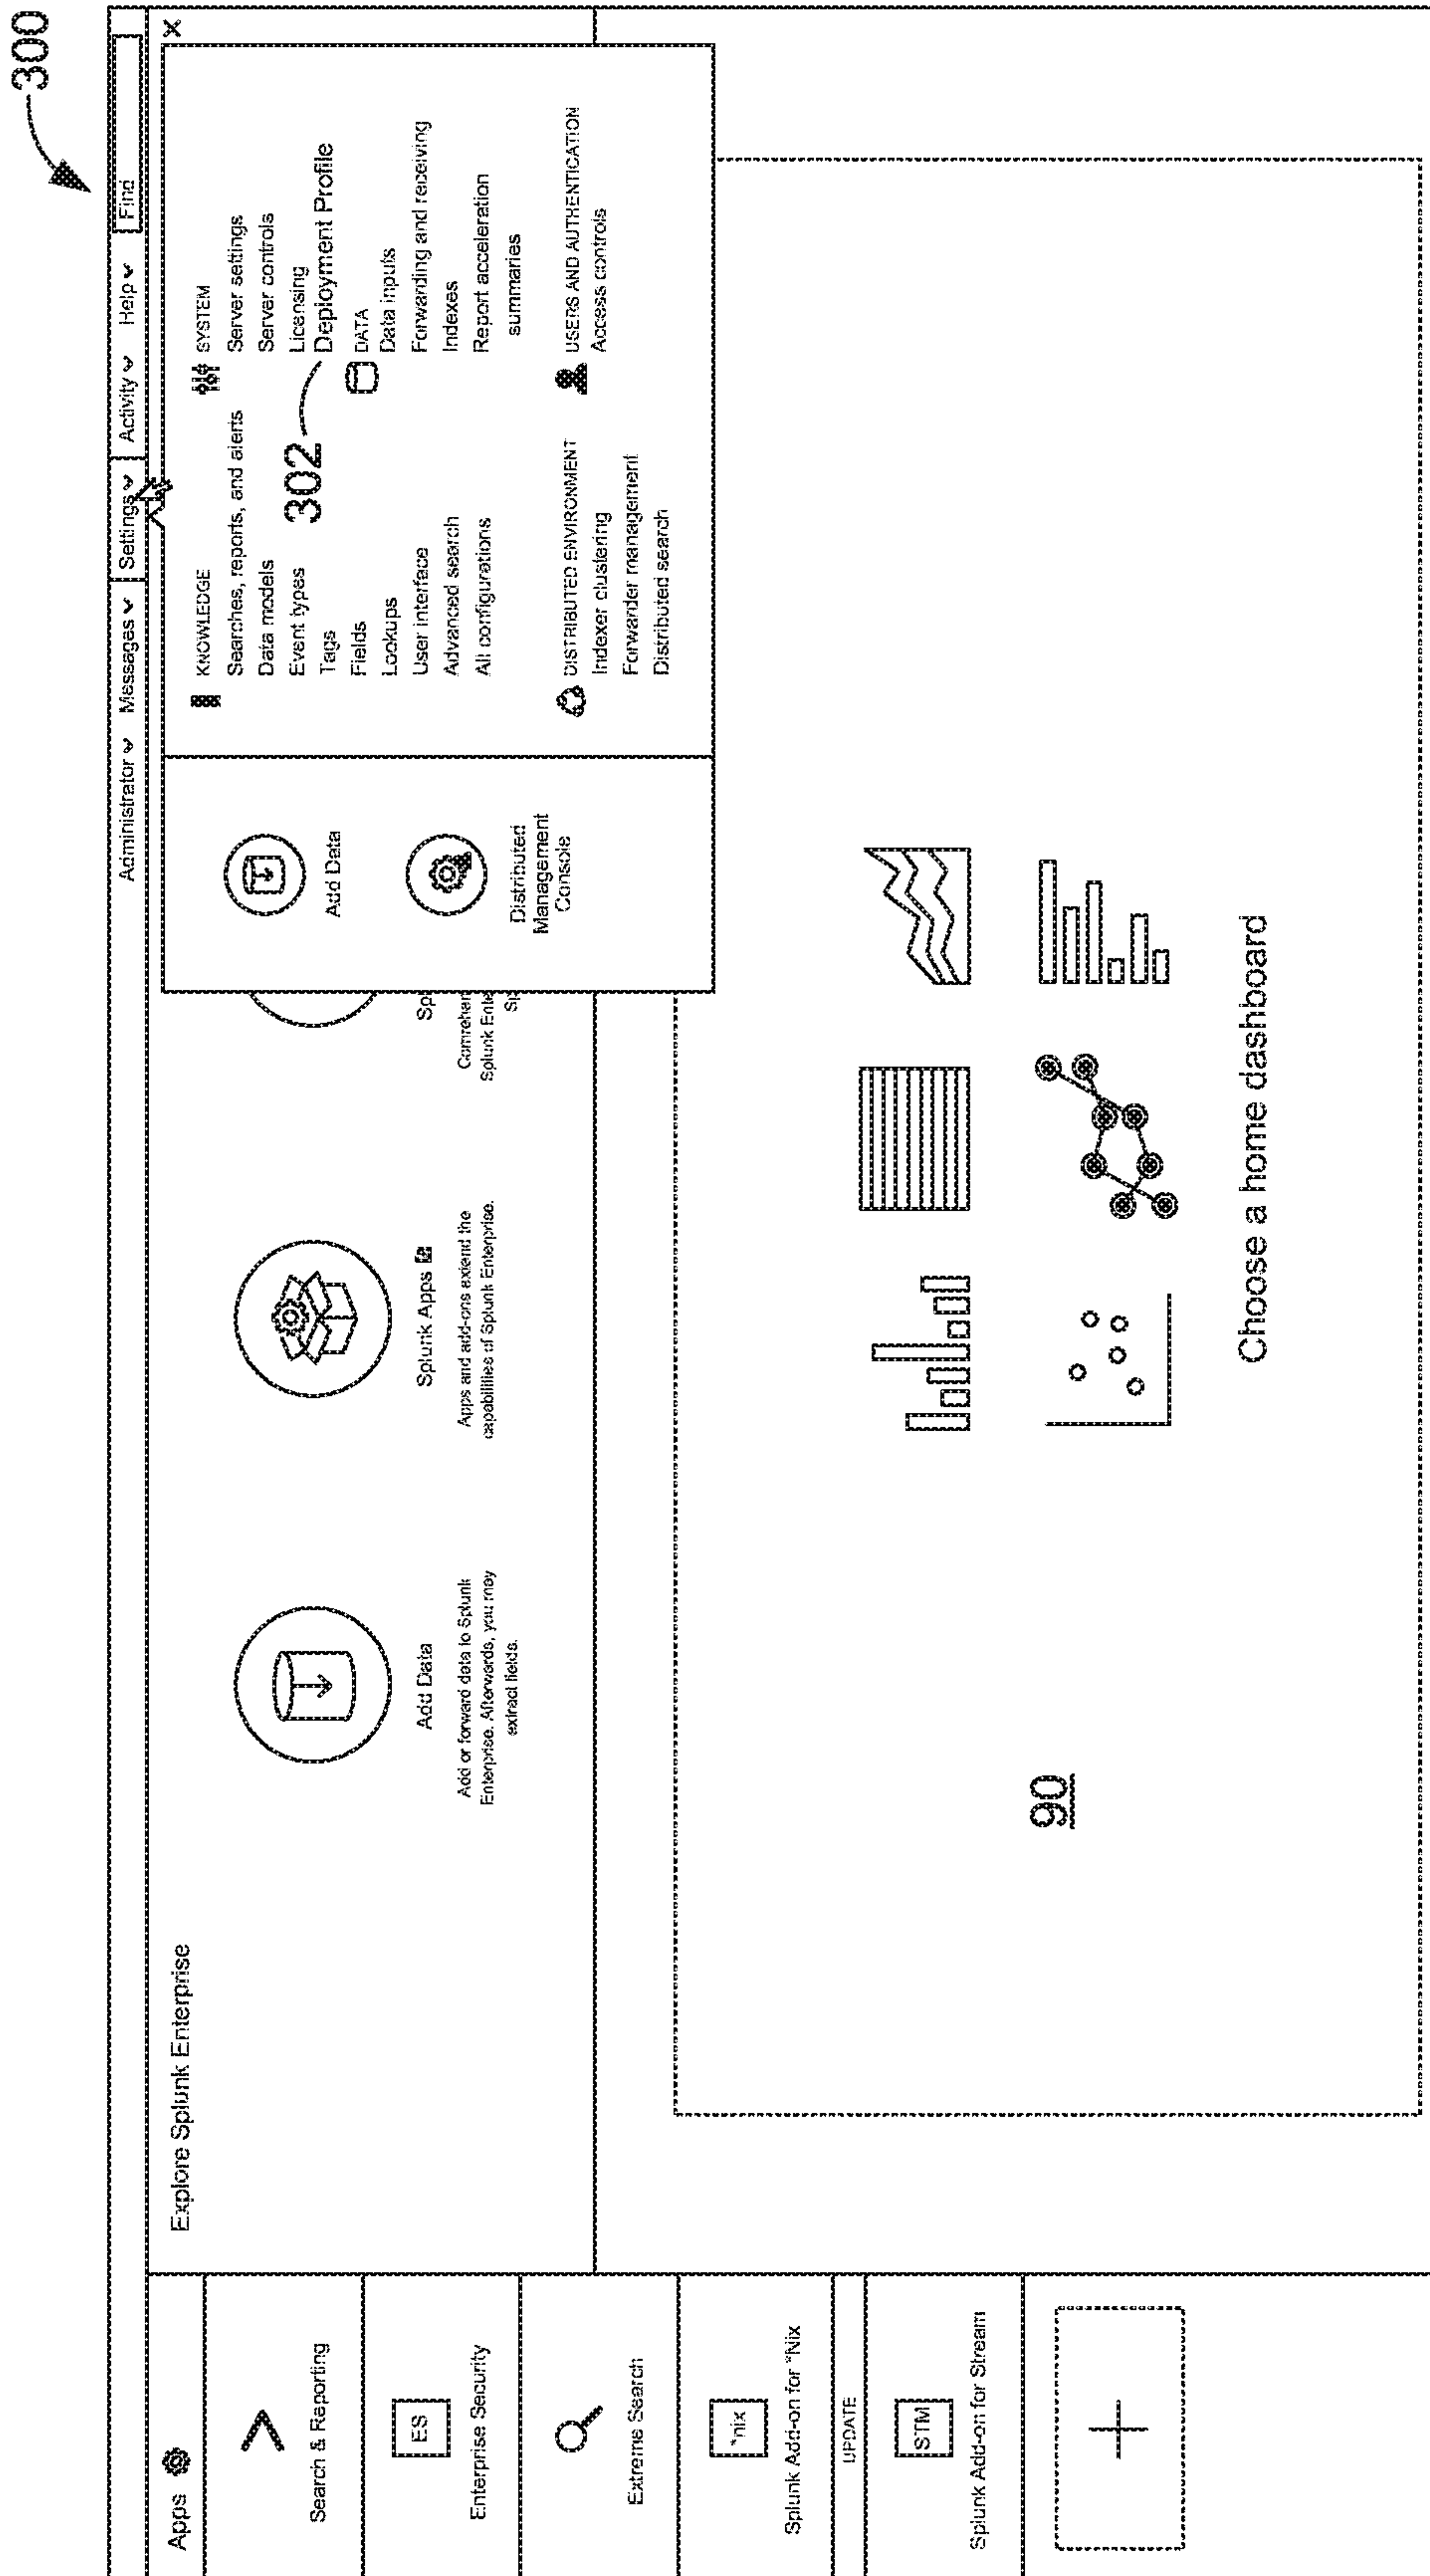 300
Administrator
Messages
Settings
Activity
Help
Find
Apps
Search & Reporting
ES
Enterprise Security
Extreme Search
*nix
Splunk Add-on for *Nix
UPDATE
STM
Splunk Add-on for Stream
Explore Splunk Enterprise
Add Data
Add or forward data to Splunk
Enterprise. Afterwards, you may
extract fields.
Splunk Apps
Apps and add-ons extend the
capabilities of Splunk Enterprise.
Sp
Comrehen
Splunk Ente
Sp
X
Add Data
Distributed
Management
Console
KNOWLEDGE
Searches, reports, and alerts
Data models
Event types
Tags
Fields
Lookups
User interface
Advanced search
All configurations
DISTRIBUTED ENVIRONMENT
Indexer clustering
Forwarder management
Distributed search
302
SYSTEM
Server settings
Server controls
Licensing
Deployment Profile
DATA
Data inputs
Forwarding and receiving
Indexes
Report acceleration
summaries
USERS AND AUTHENTICATION
Access controls
90
Choose a home dashboard